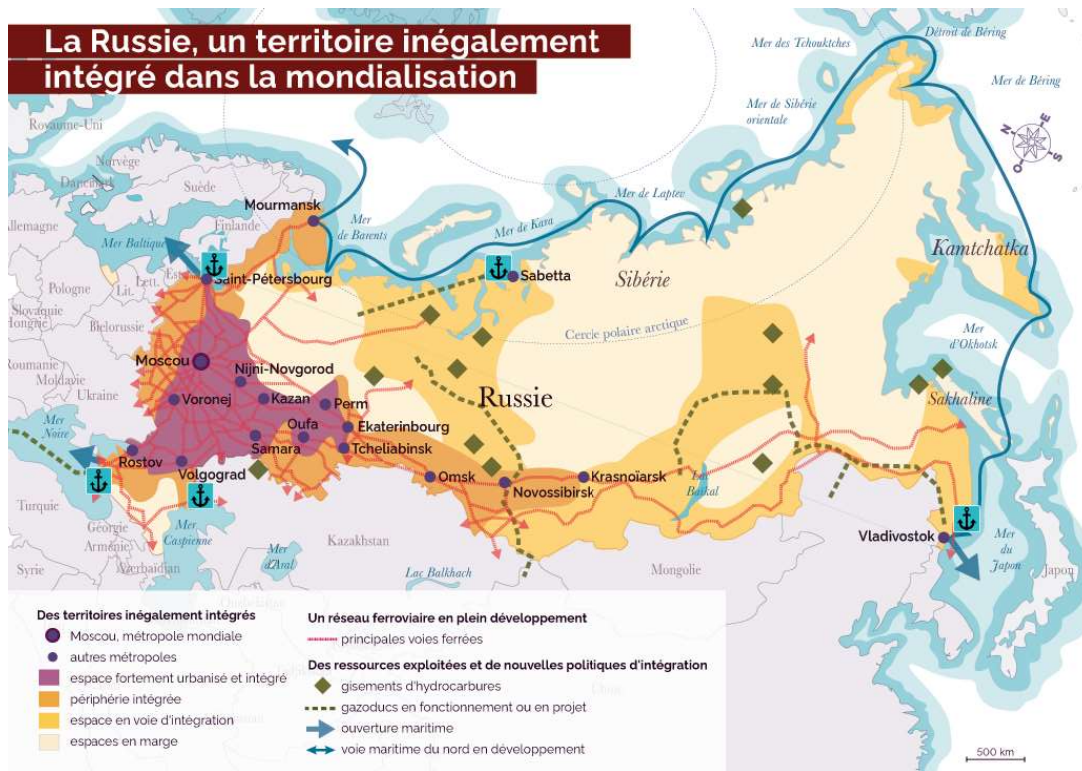 La Russie, un territoire inégalement
intégré dans la mondialisation
Mer des Tchouktches
Détroit de Béring
Mer de Béring
Mer de Sibérie
orientale
N
E
S
O
Royaume-Uni
Norvège
Danemark
Suède
Finlande
Mourmansk
Mer
de Barents
Mer de Kara
Mer de Laptev
Kamtchatka
Allemagne
Mer Baltique
Est.
Saint-Pétersbourg
Sabetta
Sibérie
Pologne
Lit.
Lett.
Slovaquie
Hongrie
Biélorussie
Cercle polaire arctique
Mer
d'Okhotsk
Moscou
Roumanie
Moldavie
Ukraine
Nijni-Novgorod
Russie
Sakhaline
Voronej
Kazan
Perm
Mer
Noire
Oufa
Ekaterinbourg
Rostov
Volgograd
Samara
Tcheliabinsk
Omsk
Novossibirsk
Krasnoïarsk
Lac
Baïkal
Turquie
Géorgie
Arménie
Azerbaïdjan
Mer
Caspienne
Syrie
Mer
d'Aral
Kazakhstan
Lac Balkhach
Mongolie
Vladivostok
Mer
du
Japon
Japon
Des territoires inégalement intégrés
Moscou, métropole mondiale
autres métropoles
espace fortement urbanisé et intégré
périphérie intégrée
espace en voie d'intégration
espaces en marge
Un réseau ferroviaire en plein développement
principales voies ferrées
Des ressources exploitées et de nouvelles politiques d'intégration
gisements d'hydrocarbures
gazoducs en fonctionnement ou en projet
ouverture maritime
voie maritime du nord en développement
500 km